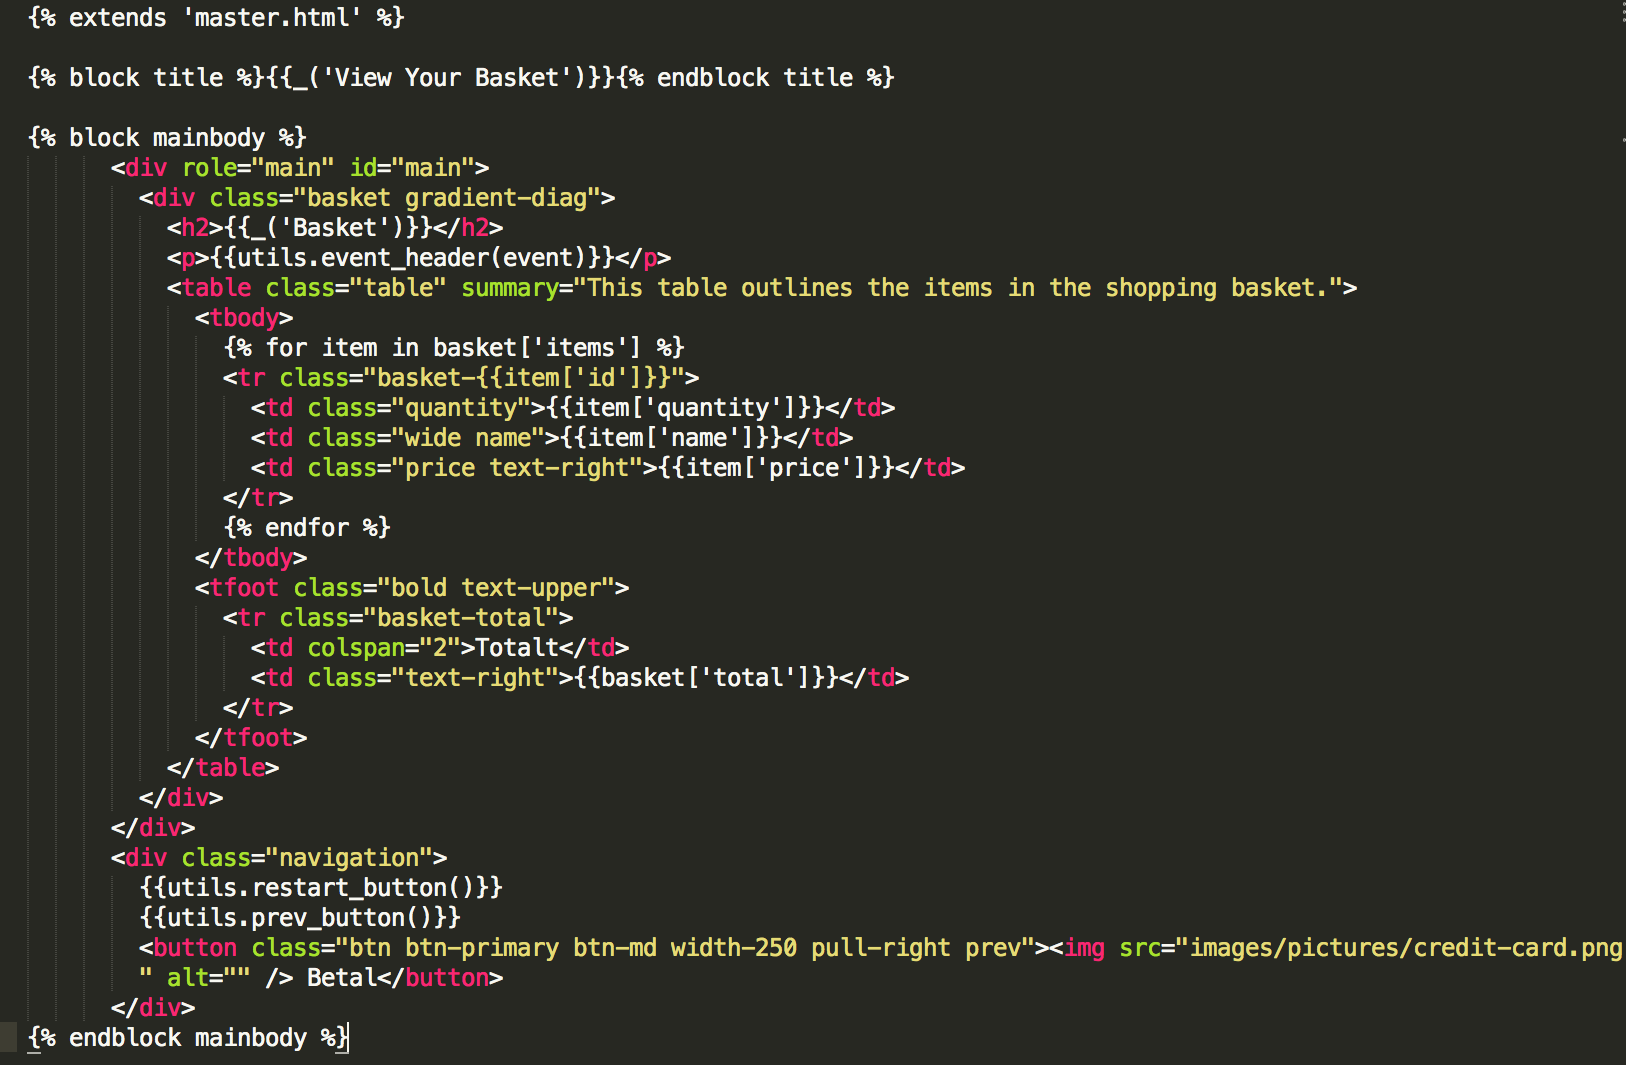 {% extends 'master.html' %}
{% block title %}{{_('View Your Basket')}}{% endblock title %}
{% block mainbody %}
<div role="main" id="main">
<div class="basket gradient-diag">
<h2>{{_('Basket')}}</h2>
<p>{{utils.event_header(event)}}</p>
<table class="table" summary="This table outlines the items in the shopping basket.">
<tbody>
{% for item in basket['items'] %}
<tr class="basket-{{item['id']}}">
<td class="quantity">{{item['quantity']}}</td>
<td class="wide name">{{item['name']}}</td>
<td class="price text-right">{{item['price']}}</td>
</tr>
{% endfor %}
</tbody>
<tfoot class="bold text-upper">
<tr class="basket-total">
<td colspan="2">Totalt</td>
<td class="text-right">{{basket['total']}}</td>
</tr>
</tfoot>
</table>
</div>
</div>
<div class="navigation">
{{utils.restart_button()}}
{{utils.prev_button()}}
<button class="btn btn-primary btn-md width-250 pull-right prev"><img src="images/pictures/credit-card.png
" alt="" /> Betal</button>
</div>
{% endblock mainbody %}